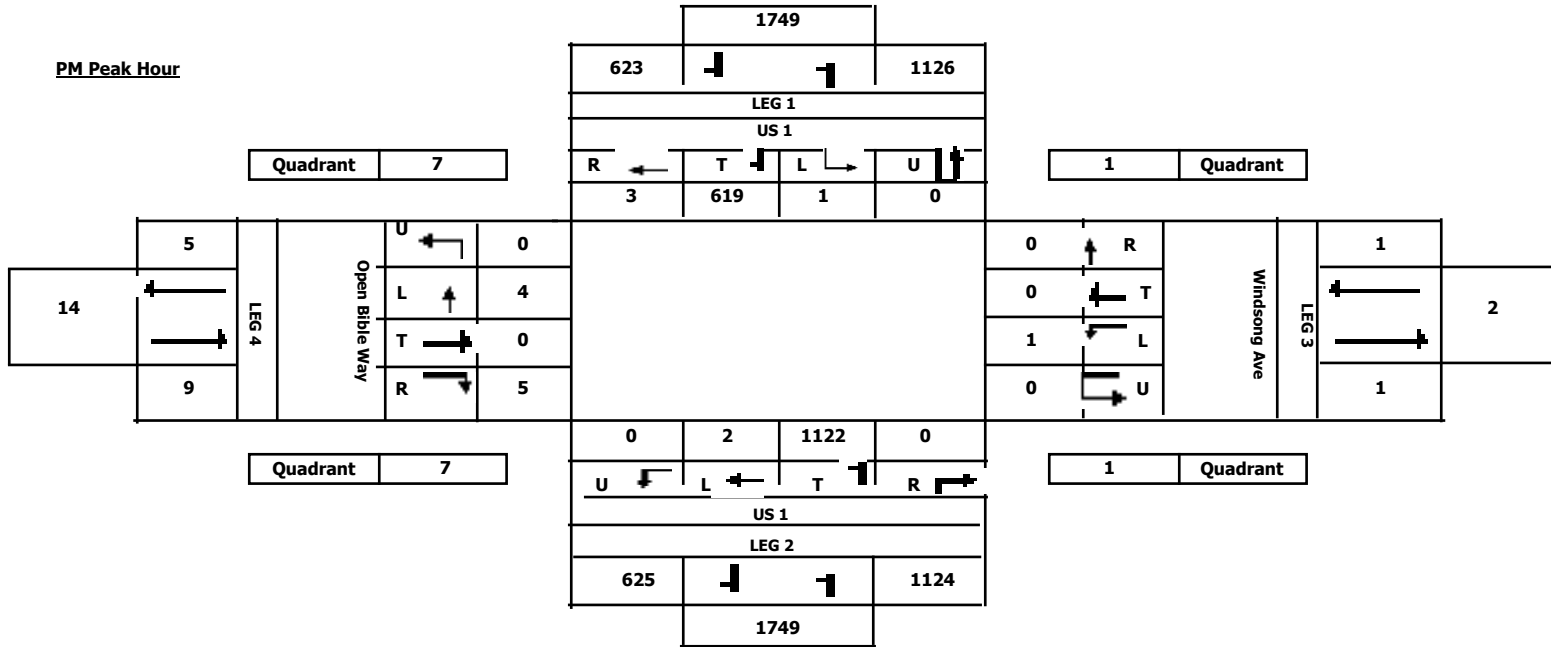 1749
PM Peak Hour
623 1126
LEG 1
US 1
Quadrant 7
R T L U
1 Quadrant
3 619 1 0
5
U 0
0 R
1
14
LEG 4
Open Bible Way
L 4
0 T
Windsong Ave
LEG 3
2
T 0
1 L
9
R 5
0 U
1
0 2 1122 0
Quadrant 7
U L T R
1 Quadrant
US 1
LEG 2
625 1124
1749